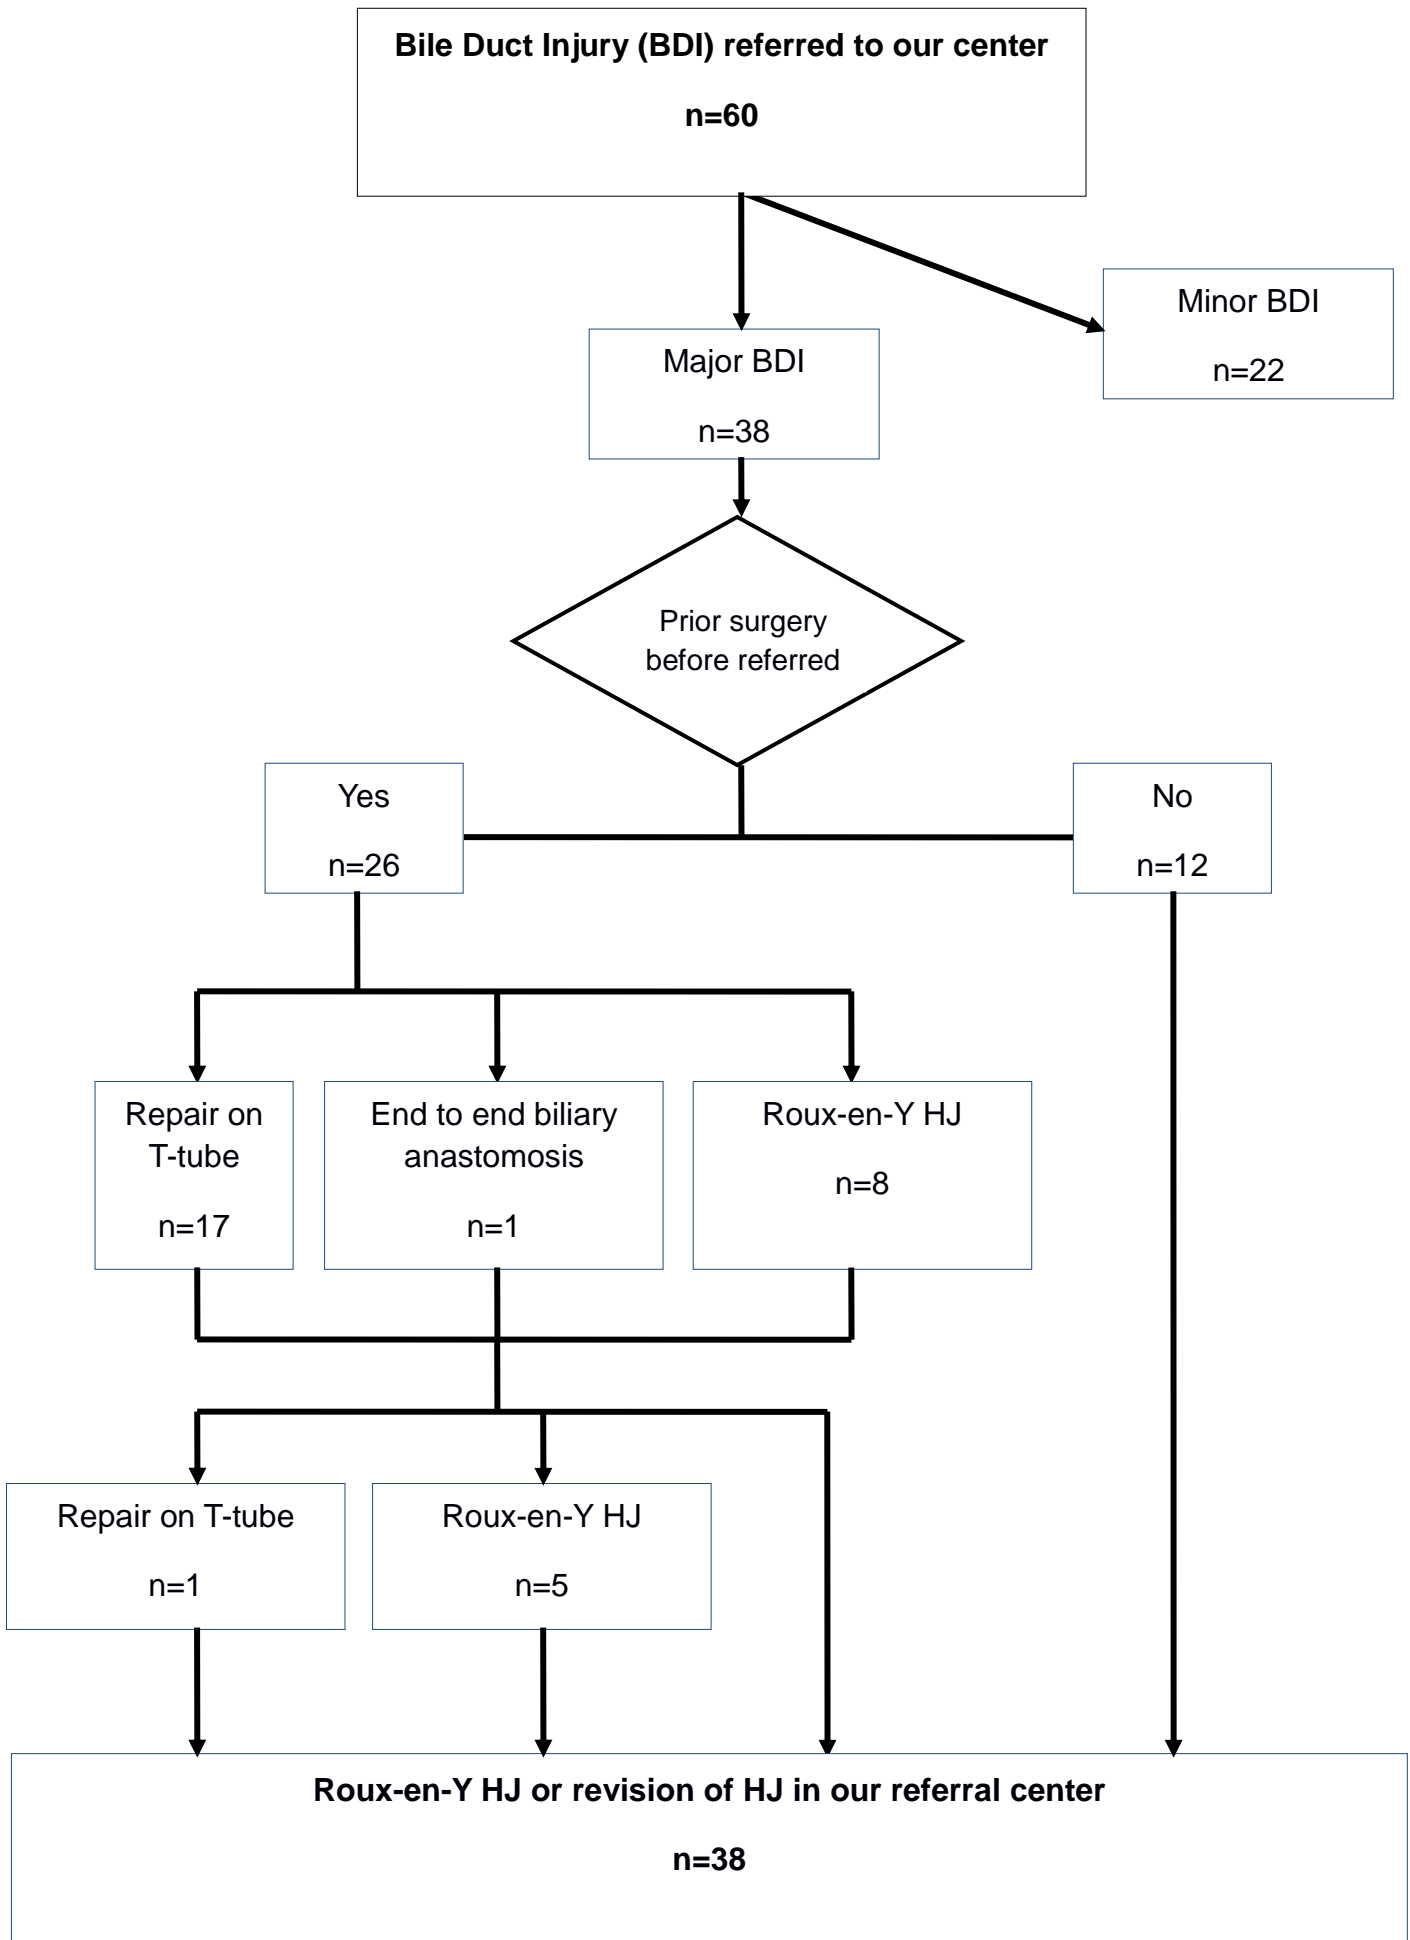 Bile Duct Injury (BDI) referred to our center
n=60
Minor BDI
n=22
Major BDI
n=38
Prior surgery
before referred
Yes
n=26
No
n=12
Repair on
T-tube
n=17
End to end biliary
anastomosis
n=1
Roux-en-Y HJ
n=8
Repair on T-tube
n=1
Roux-en-Y HJ
n=5
Roux-en-Y HJ or revision of HJ in our referral center
n=38